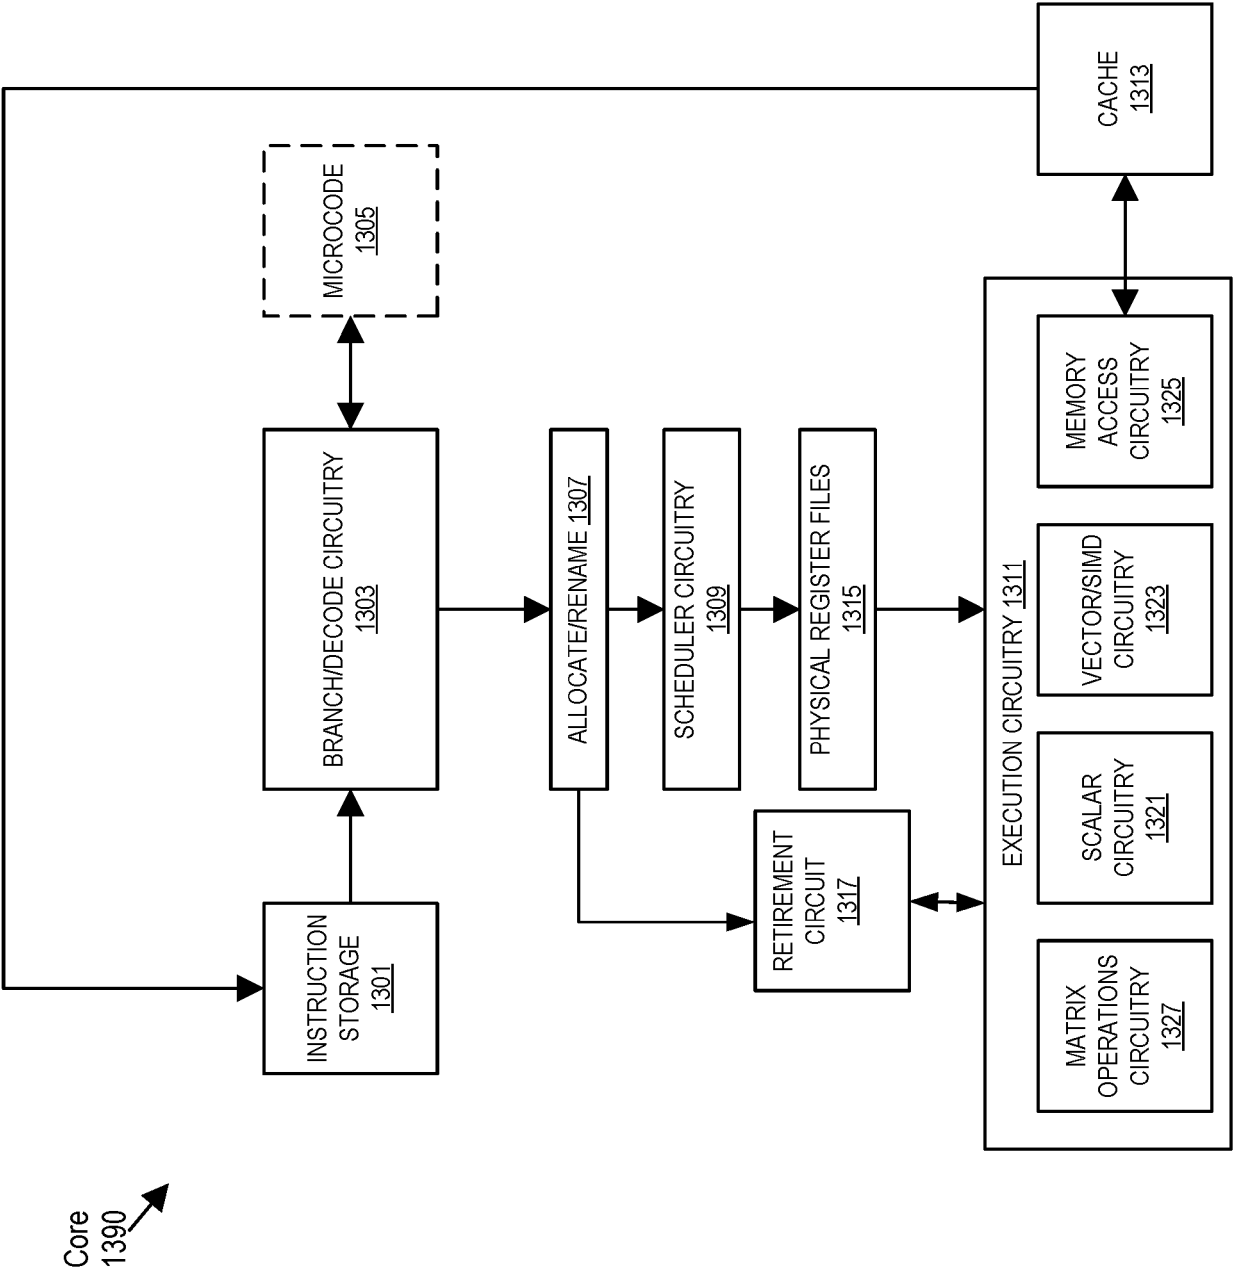 Core
1390
INSTRUCTION
STORAGE
1301
BRANCH/DECODE CIRCUITRY
1303
MICROCODE
1305
ALLOCATE/RENAME 1307
SCHEDULER CIRCUITRY
1309
PHYSICAL REGISTER FILES
1315
RETIREMENT
CIRCUIT
1317
EXECUTION CIRCUITRY 1311
MATRIX
OPERATIONS
CIRCUITRY
1327
SCALAR
CIRCUITRY
1321
VECTOR/SIMD
CIRCUITRY
1323
MEMORY
ACCESS
CIRCUITRY
1325
CACHE
1313